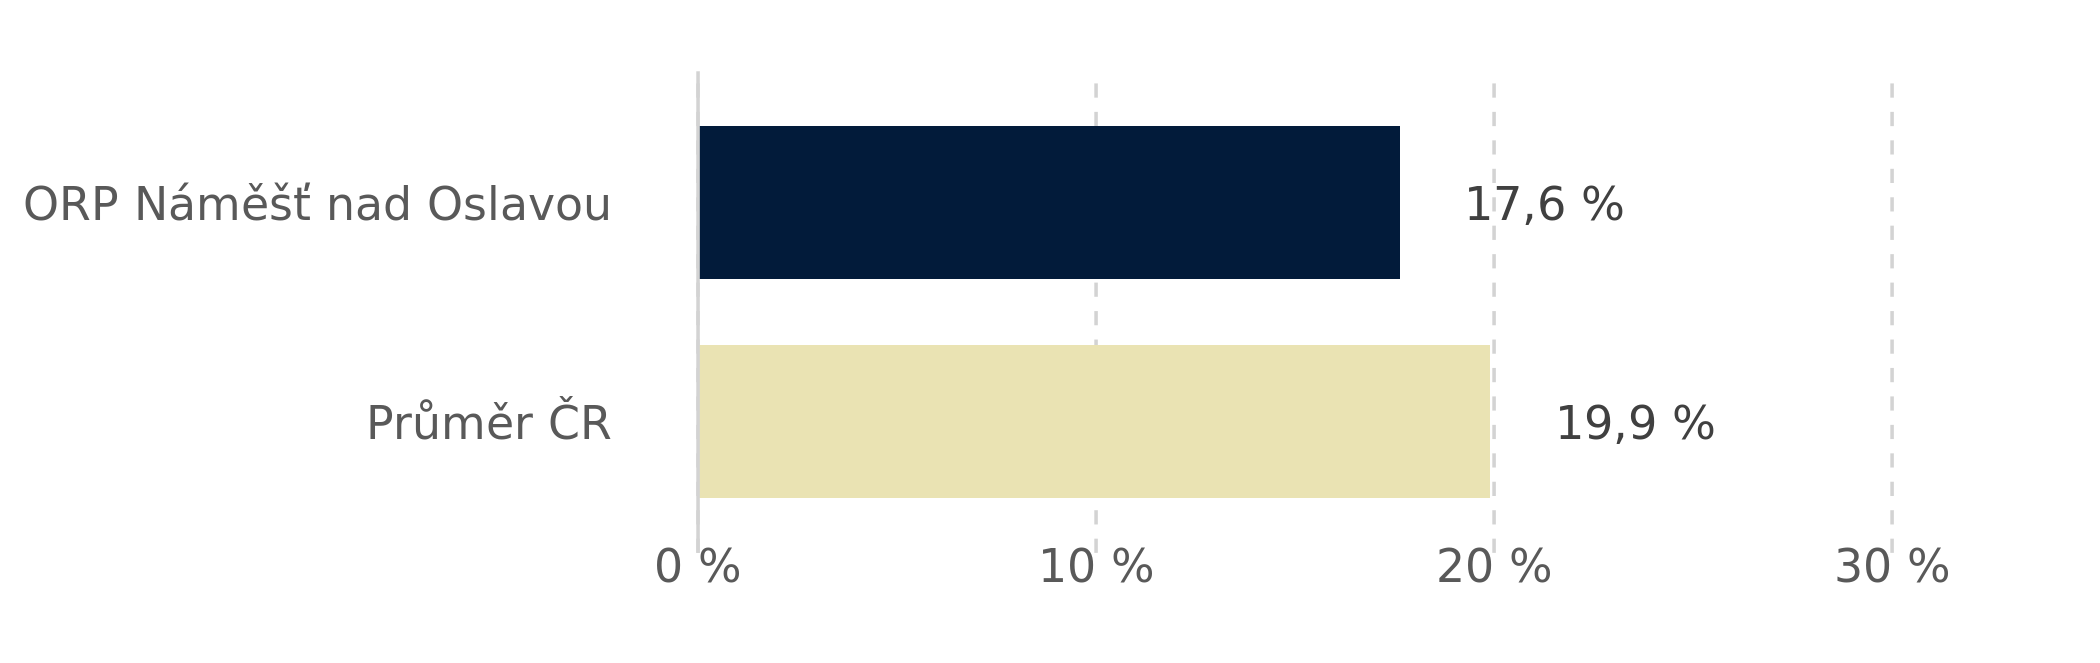 ORP Náměšť nad Oslavou
17,6 %
Průměr ČR
19,9 %
0 % 10 % 20 % 30 %